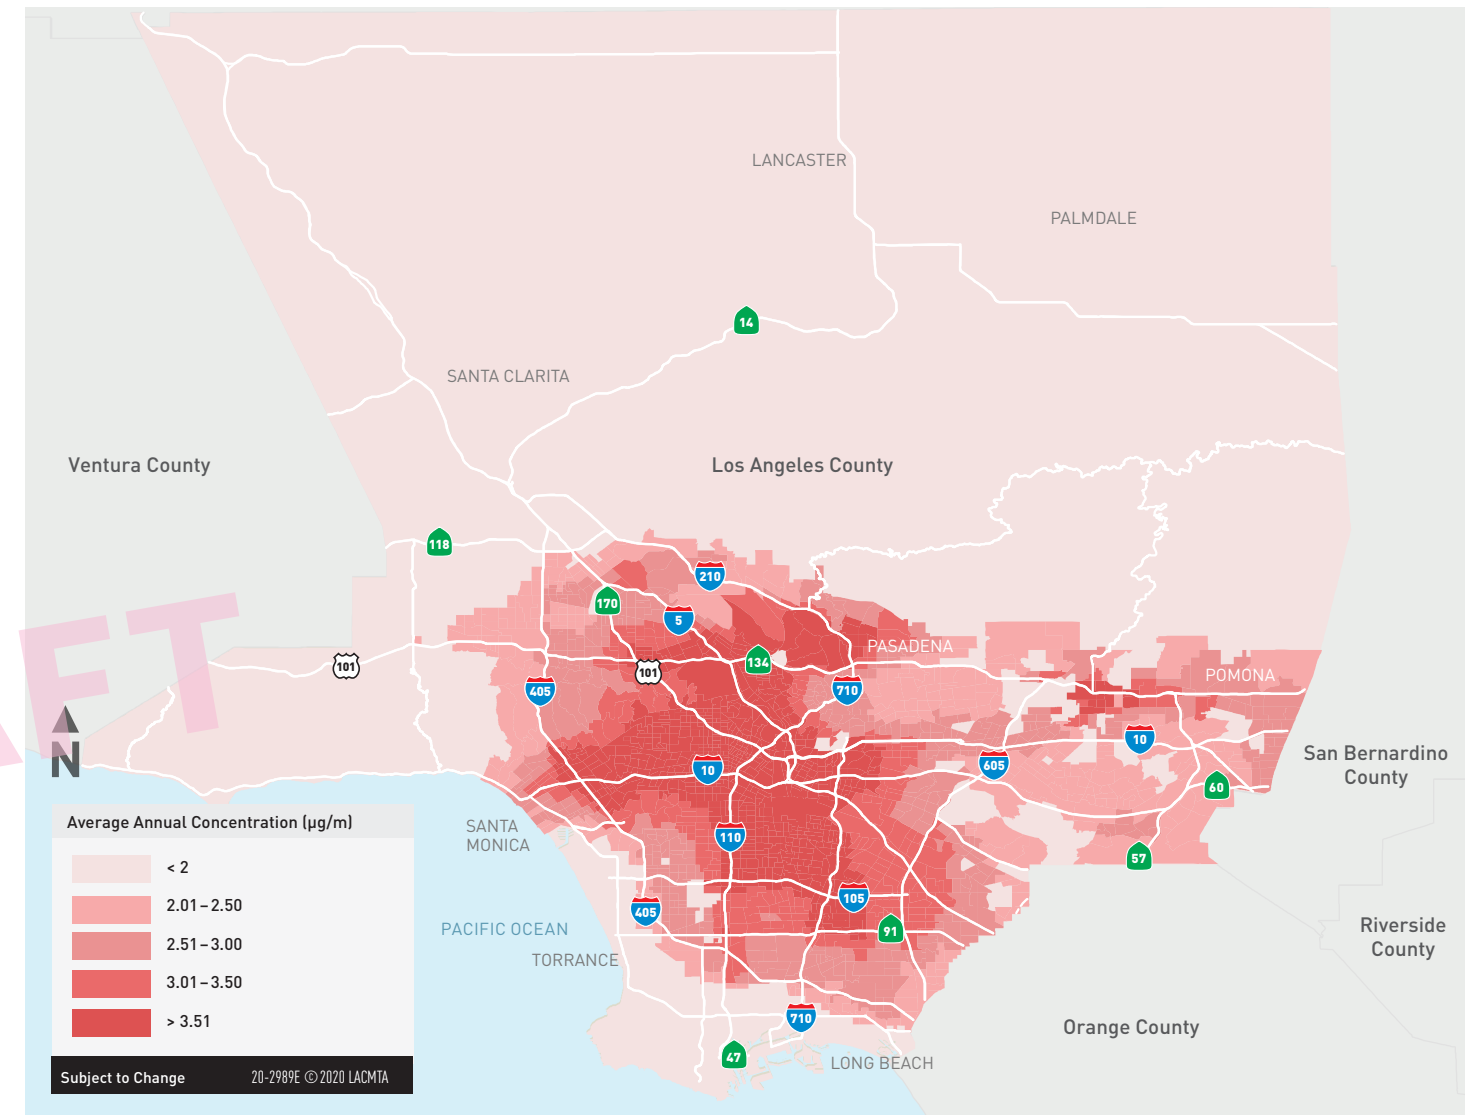 LANCASTER
PALMDALE
14
SANTA CLARITA
Ventura County
Los Angeles County
118
210
170
5
PASADENA
101
101
134
POMONA
405
710
10
San Bernardino
County
10
605
60
SANTA
MONICA
110
57
105
405
91
PACIFIC OCEAN
TORRANCE
Riverside
County
710
Orange County
47
LONG BEACH
FT
N
Average Annual Concentration (µg/m)
< 2
2.01 – 2.50
2.51 – 3.00
3.01 – 3.50
> 3.51
Subject to Change
20-2989E ©2020 LACMTA